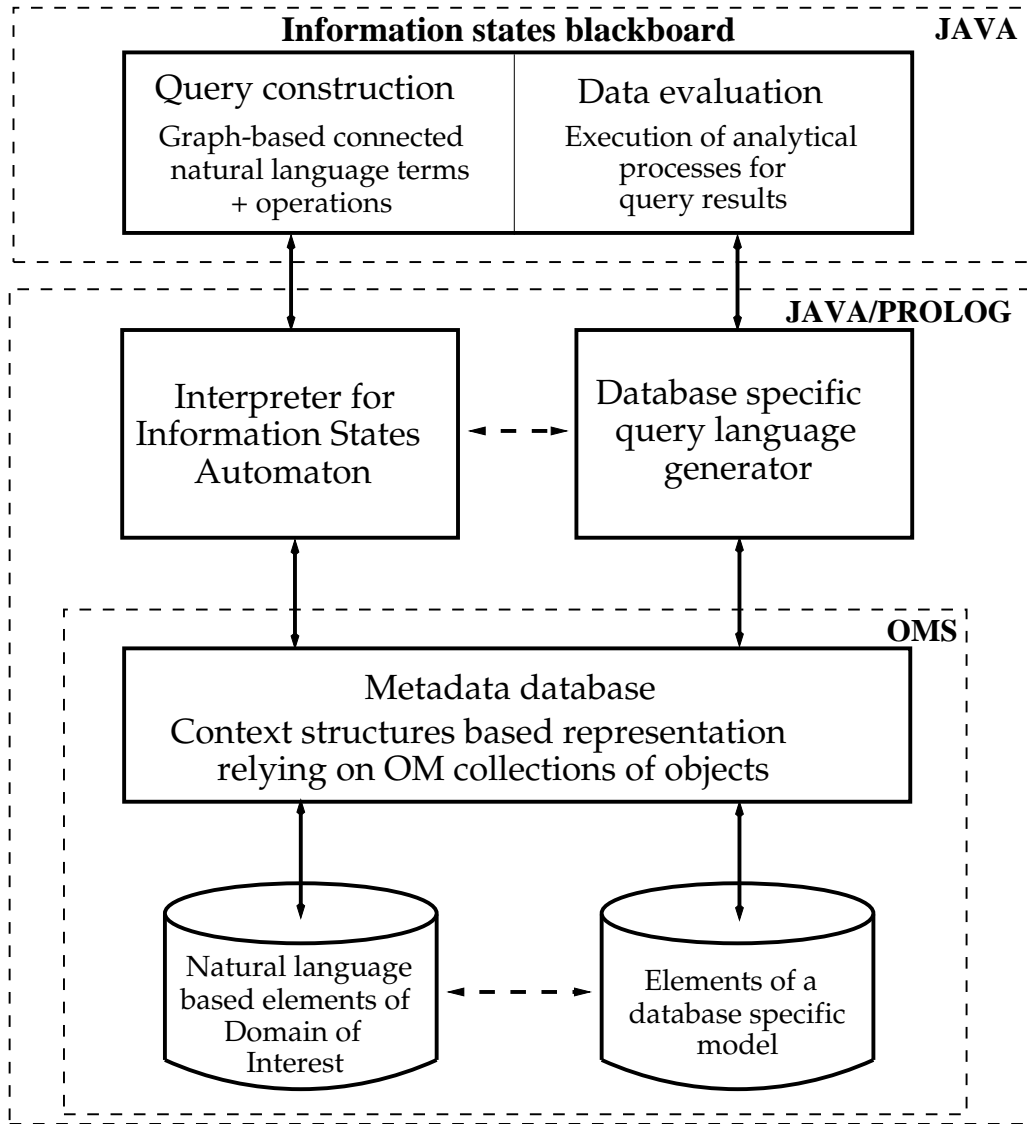 Information states blackboard
JAVA
Query construction
Graph-based connected
natural language terms
+ operations
Data evaluation
Execution of analytical
processes for
query results
JAVA/PROLOG
Interpreter for
Information States
Automaton
Database specific
query language
generator
OMS
Metadata database
Context structures based representation
relying on OM collections of objects
Natural language
based elements of
Domain of
Interest
Elements of a
database specific
model